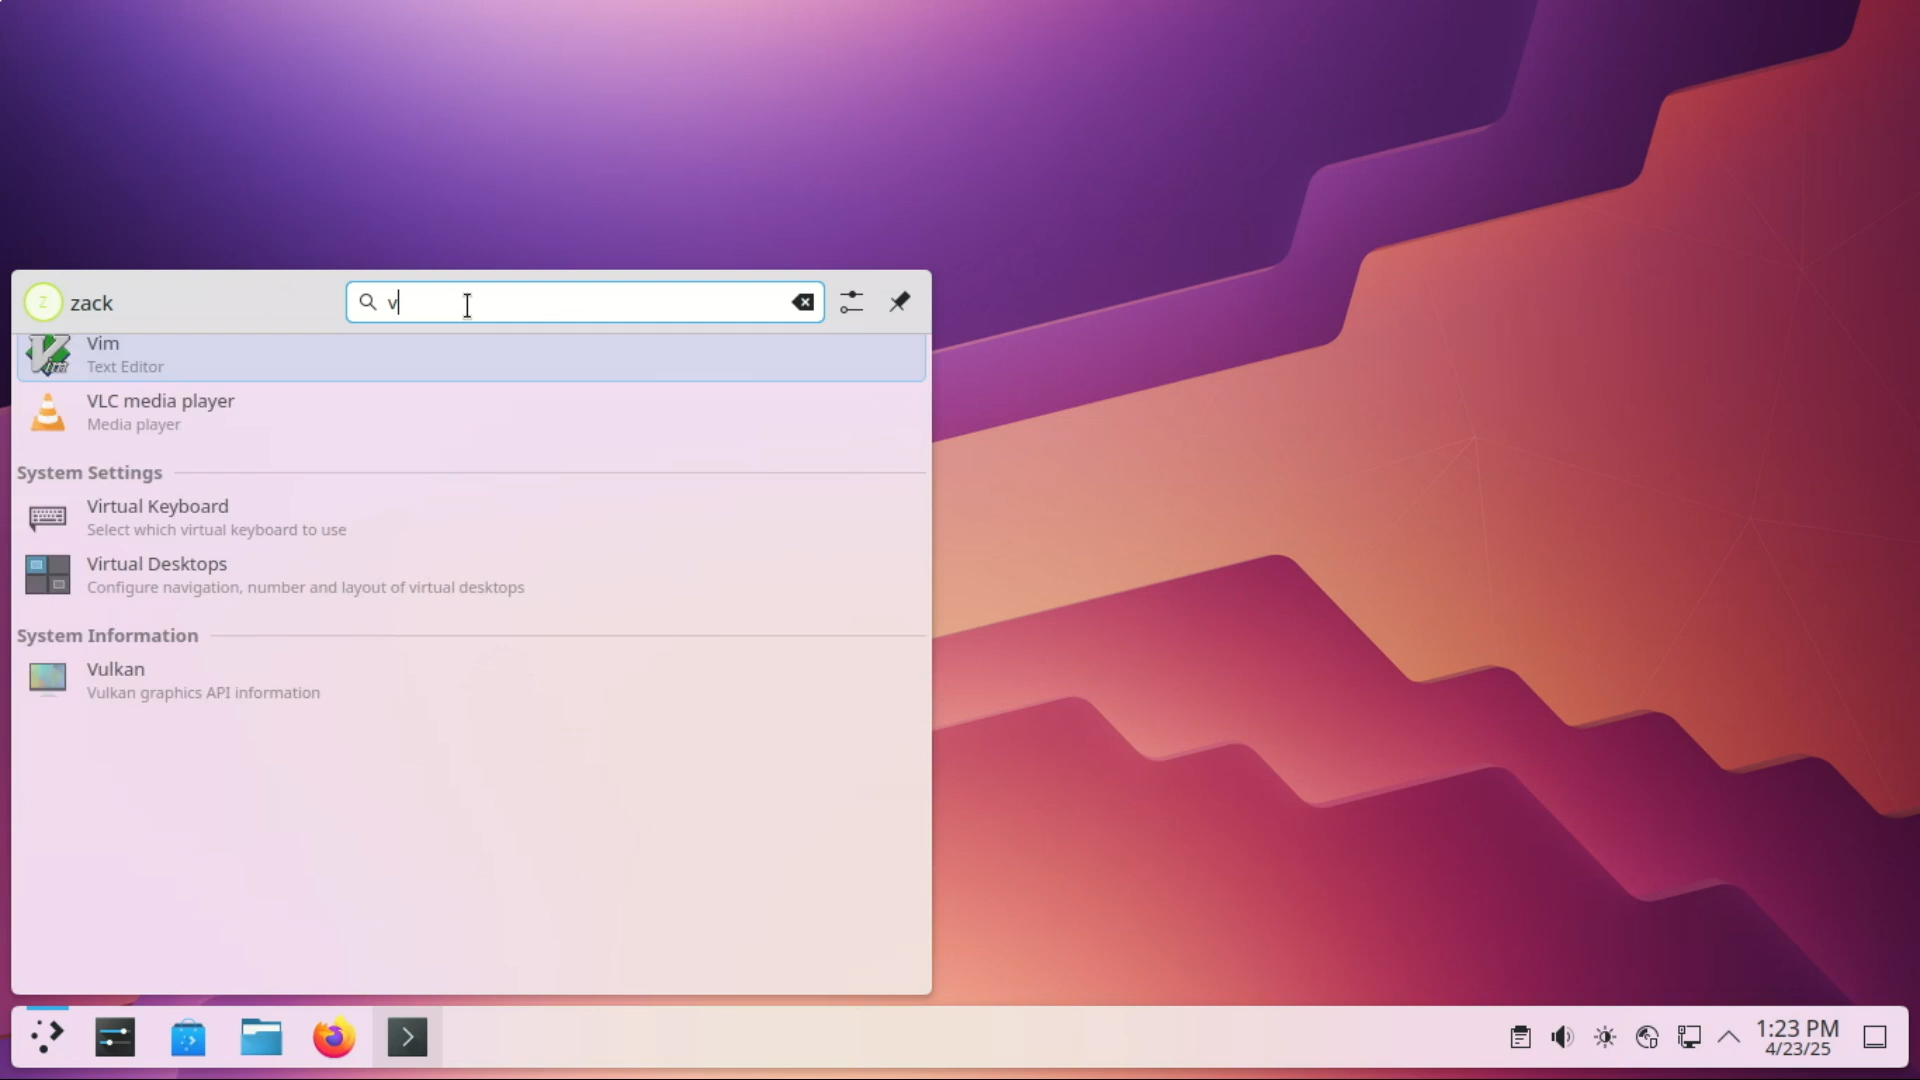 Z
zack
v
Vim
Text Editor
VLC media player
Media player
System Settings
Virtual Keyboard
Select which virtual keyboard to use
Virtual Desktops
Configure navigation, number and layout of virtual desktops
System Information
Vulkan
Vulkan graphics API information
1:23 PM
4/23/25